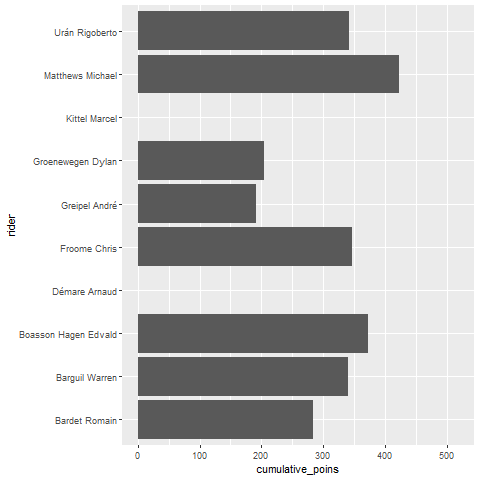 Urán Rigoberto
Matthews Michael
Kittel Marcel
Groenewegen Dylan
Greipel André
Froome Chris
Démare Arnaud
Boasson Hagen Edvald
Barguil Warren
Bardet Romain
rider
0 100 200 300 400 500
cumulative_poins